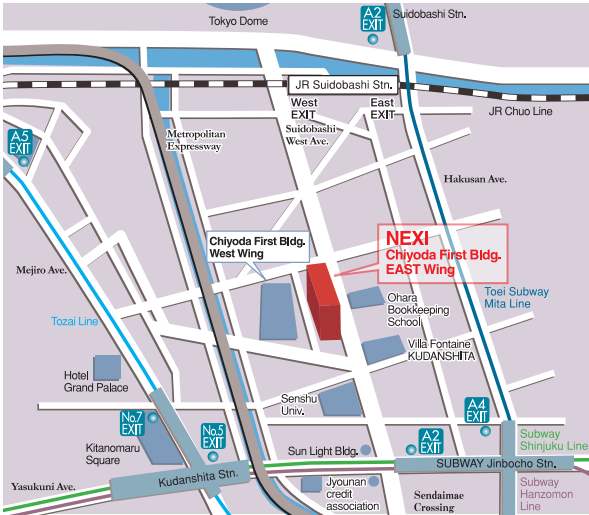 Tokyo Dome
A2
EXIT
Suidobashi Stn.
JR Suidobashi Stn.
West
EXIT
East
EXIT
JR Chuo Line
Suidobashi
West Ave.
Metropolitan
Expressway
A5
EXIT
Hakusan Ave.
Chiyoda First Bldg.
West Wing
NEXI
Chiyoda First Bldg.
EAST Wing
Mejiro Ave.
Toei Subway
Mita Line
Ohara
Bookkeeping
School
Tozai Line
Villa Fontaine
KUDANSHITA
Hotel
Grand Palace
Senshu
Univ.
No.7
EXIT
No.5
EXIT
A4
EXIT
A2
EXIT
Kitanomaru
Square
Sun Light Bldg.
Subway
Shinjuku Line
SUBWAY Jinbocho Stn.
Kudanshita Stn.
Yasukuni Ave.
Jyounan
credit
association
Sendaimae
Crossing
Subway
Hanzomon
Line